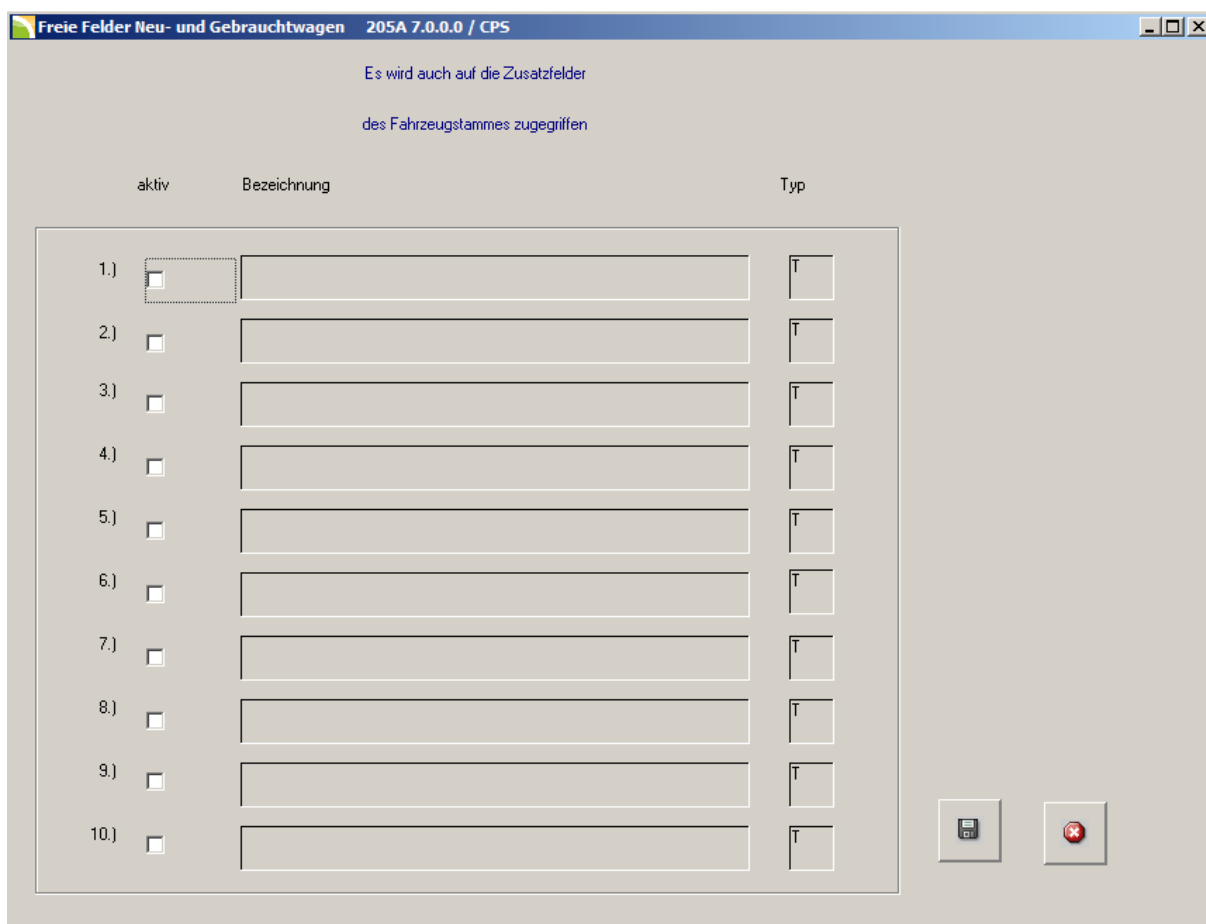 Freie Felder Neu- und Gebrauchtwagen 205A 7.0.0.0 / CPS
Es wird auch auf die Zusatzfelder
des Fahrzeugstammes zugegriffen
aktiv Bezeichnung Typ
1.) T
2.) T
3.) T
4.) T
5.) T
6.) T
7.) T
8.) T
9.) T
10.) T